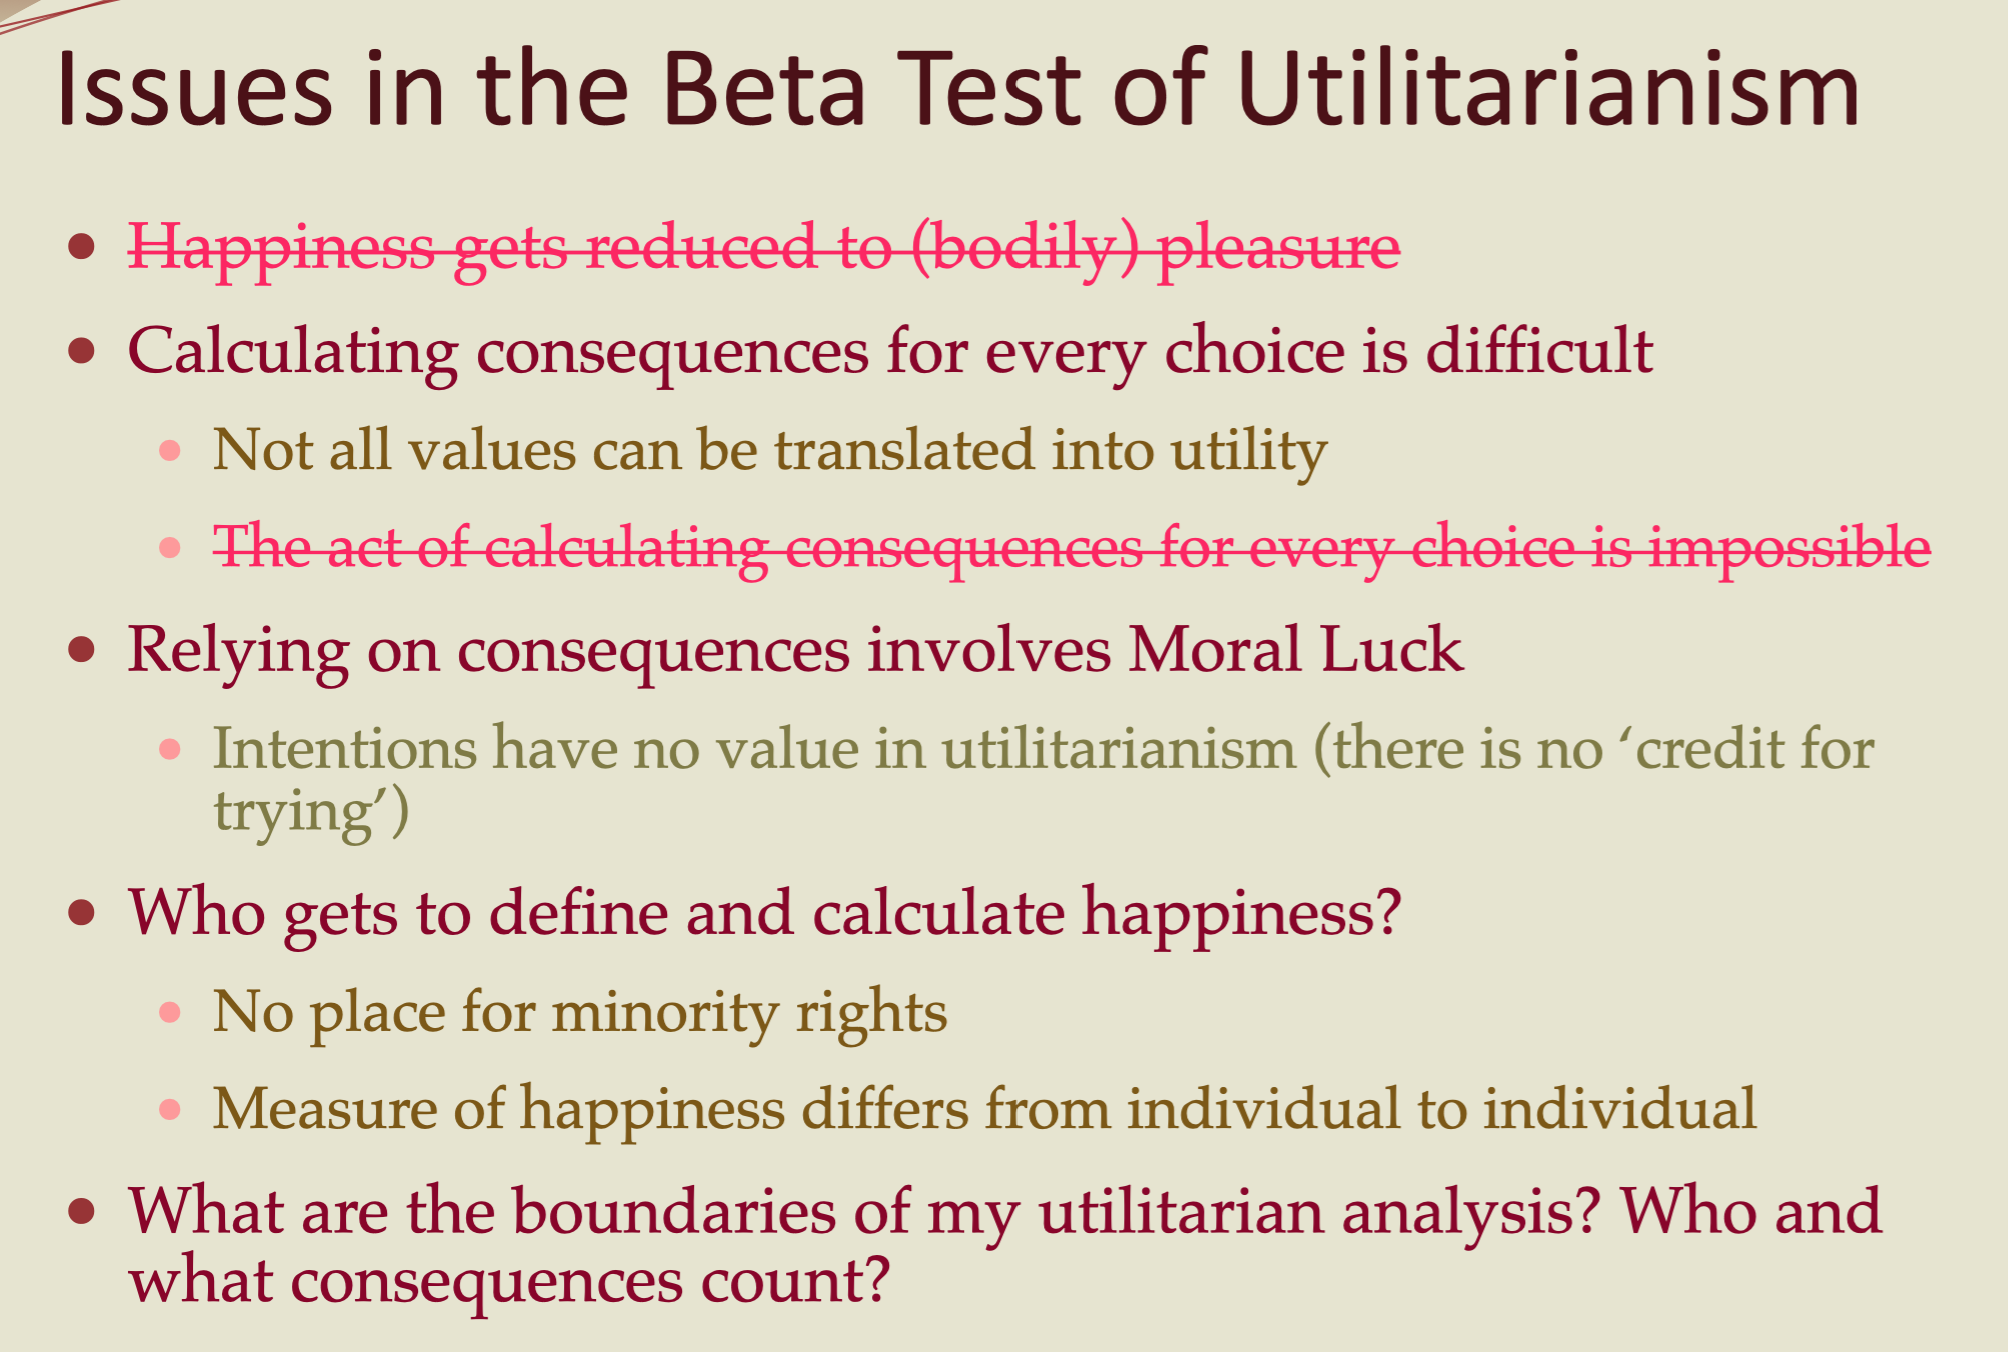 Issues in the Beta Test of Utilitarianism
• Happiness gets reduced to (bodily) pleasure
• Calculating consequences for every choice is difficult
• Not all values can be translated into utility
• The act of calculating consequences for every choice is impossible
• Relying on consequences involves Moral Luck
• Intentions have no value in utilitarianism (there is no ‘credit for
trying’)
• Who gets to define and calculate happiness?
• No place for minority rights
• Measure of happiness differs from individual to individual
• What are the boundaries of my utilitarian analysis? Who and
what consequences count?